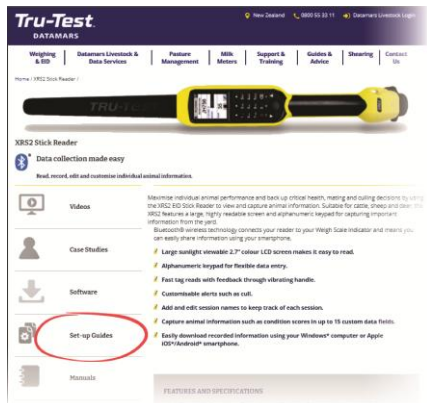 Tru-Test
DATAMARS
New Zealand
0800 55 33 11
Datamars Livestock Login
Weighing & EID
Datamars Livestock & Data Services
Pasture Management
Milk Meters
Support & Training
Guides & Advice
Shearing
Contact Us
Home / XRS2 Stick Reader /
TRU-TEST
XRS2 Stick Reader
Data collection made easy
Read, record, edit and customise individual animal information.
Videos
Case Studies
Software
Set-up Guides
Manuals
Maximise individual animal performance and back up critical health, mating and culling decisions by using
the XRS2 EID Stick Reader to view and capture animal information. Suitable for cattle, sheep and deer, the
XRS2 features a large, highly readable screen and alphanumeric keypad for capturing important
information from the yard.
Bluetooth® wireless technology connects your reader to your Weigh Scale Indicator and means you
can easily share information using your smartphone.
Large sunlight viewable 2.7" colour LCD screen makes it easy to read.
Alphanumeric keypad for flexible data entry.
Fast tag reads with feedback through vibrating handle.
Customisable alerts such as cull.
Add and edit session names to keep track of each session.
Capture animal information such as condition scores in up to 15 custom data fields.
Easily download recorded information using your Windows® computer or Apple
iOS®/Android® smartphone.
FEATURES AND SPECIFICATIONS